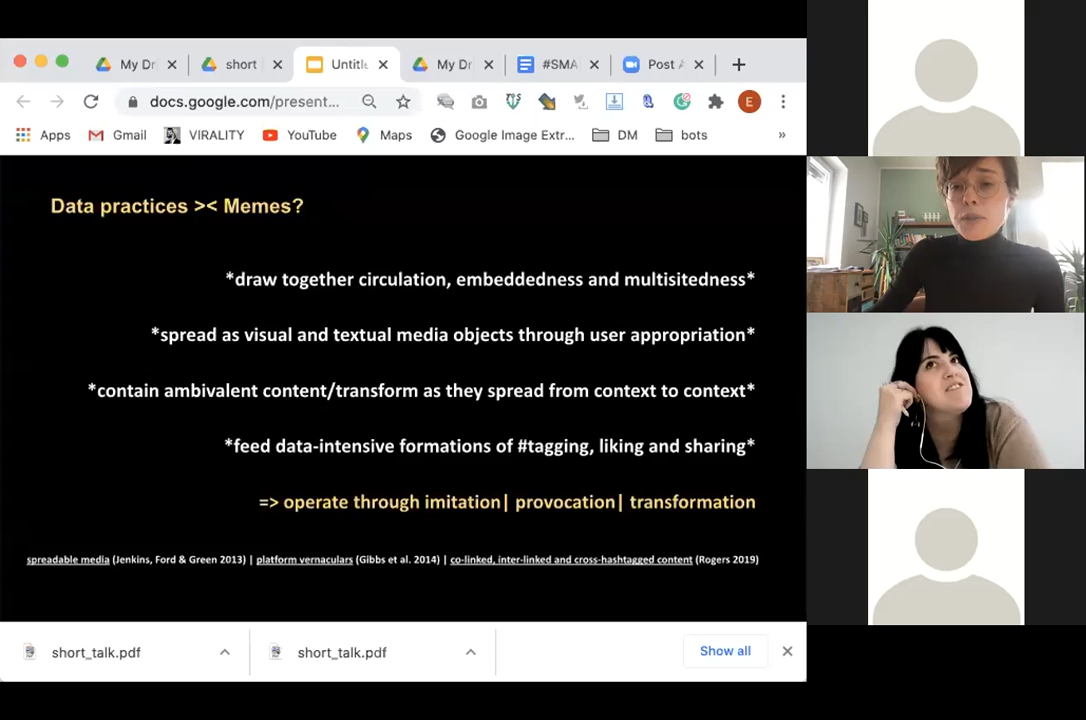 My Dr
short
Untitle
My Dr
#SMA
Post A
docs.google.com/present...
E
Apps
Gmail
VIRALITY
YouTube
Maps
Google Image Extr...
DM
bots
»
Data practices >< Memes?
*draw together circulation, embeddedness and multisitedness*
*spread as visual and textual media objects through user appropriation*
*contain ambivalent content/transform as they spread from context to context*
*feed data-intensive formations of #tagging, liking and sharing*
=> operate through imitation| provocation| transformation
spreadable media (Jenkins, Ford & Green 2013) | platform vernaculars (Gibbs et al. 2014) | co-linked, inter-linked and cross-hashtagged content (Rogers 2019)
short_talk.pdf
short_talk.pdf
Show all